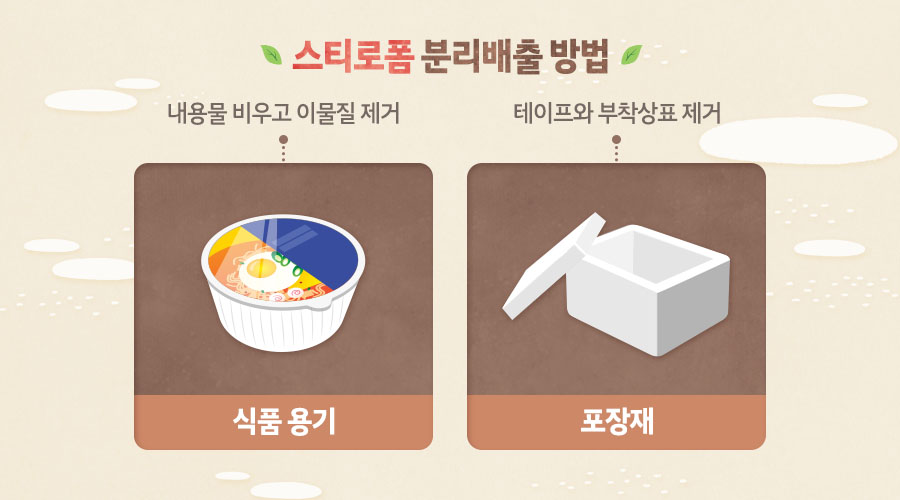 스티로폼 분리배출 방법
내용물 비우고 이물질 제거
테이프와 부착상표 제거
식품 용기
포장재